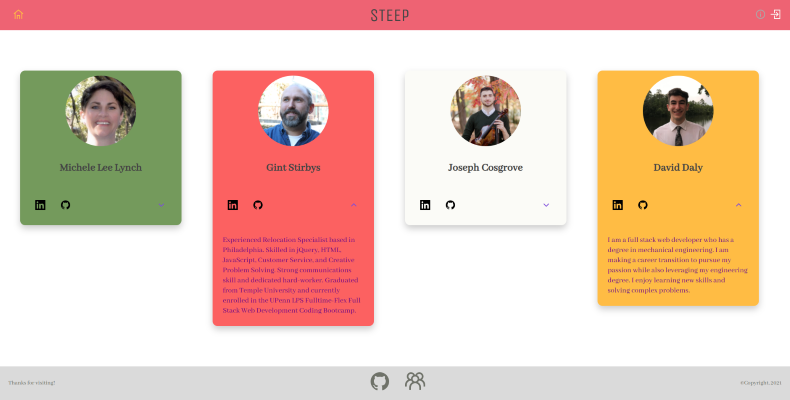 STEEP
Michele Lee Lynch
Gint Stirbys
Joseph Cosgrove
David Daly
Experienced Relocation Specialist based in
Philadelphia. Skilled in jQuery, HTML,
JavaScript, Customer Service, and Creative
Problem Solving. Strong communications
skill and dedicated hard-worker. Graduated
from Temple University and currently
enrolled in the UPenn LPS Fulltime-Flex Full
Stack Web Development Coding Bootcamp.
I am a full stack web developer who has a
degree in mechanical engineering. I am
making a career transition to pursue my
passion while also leveraging my engineering
degree. I enjoy learning new skills and
solving complex problems.
Thanks for visiting!
©Copyright, 2021